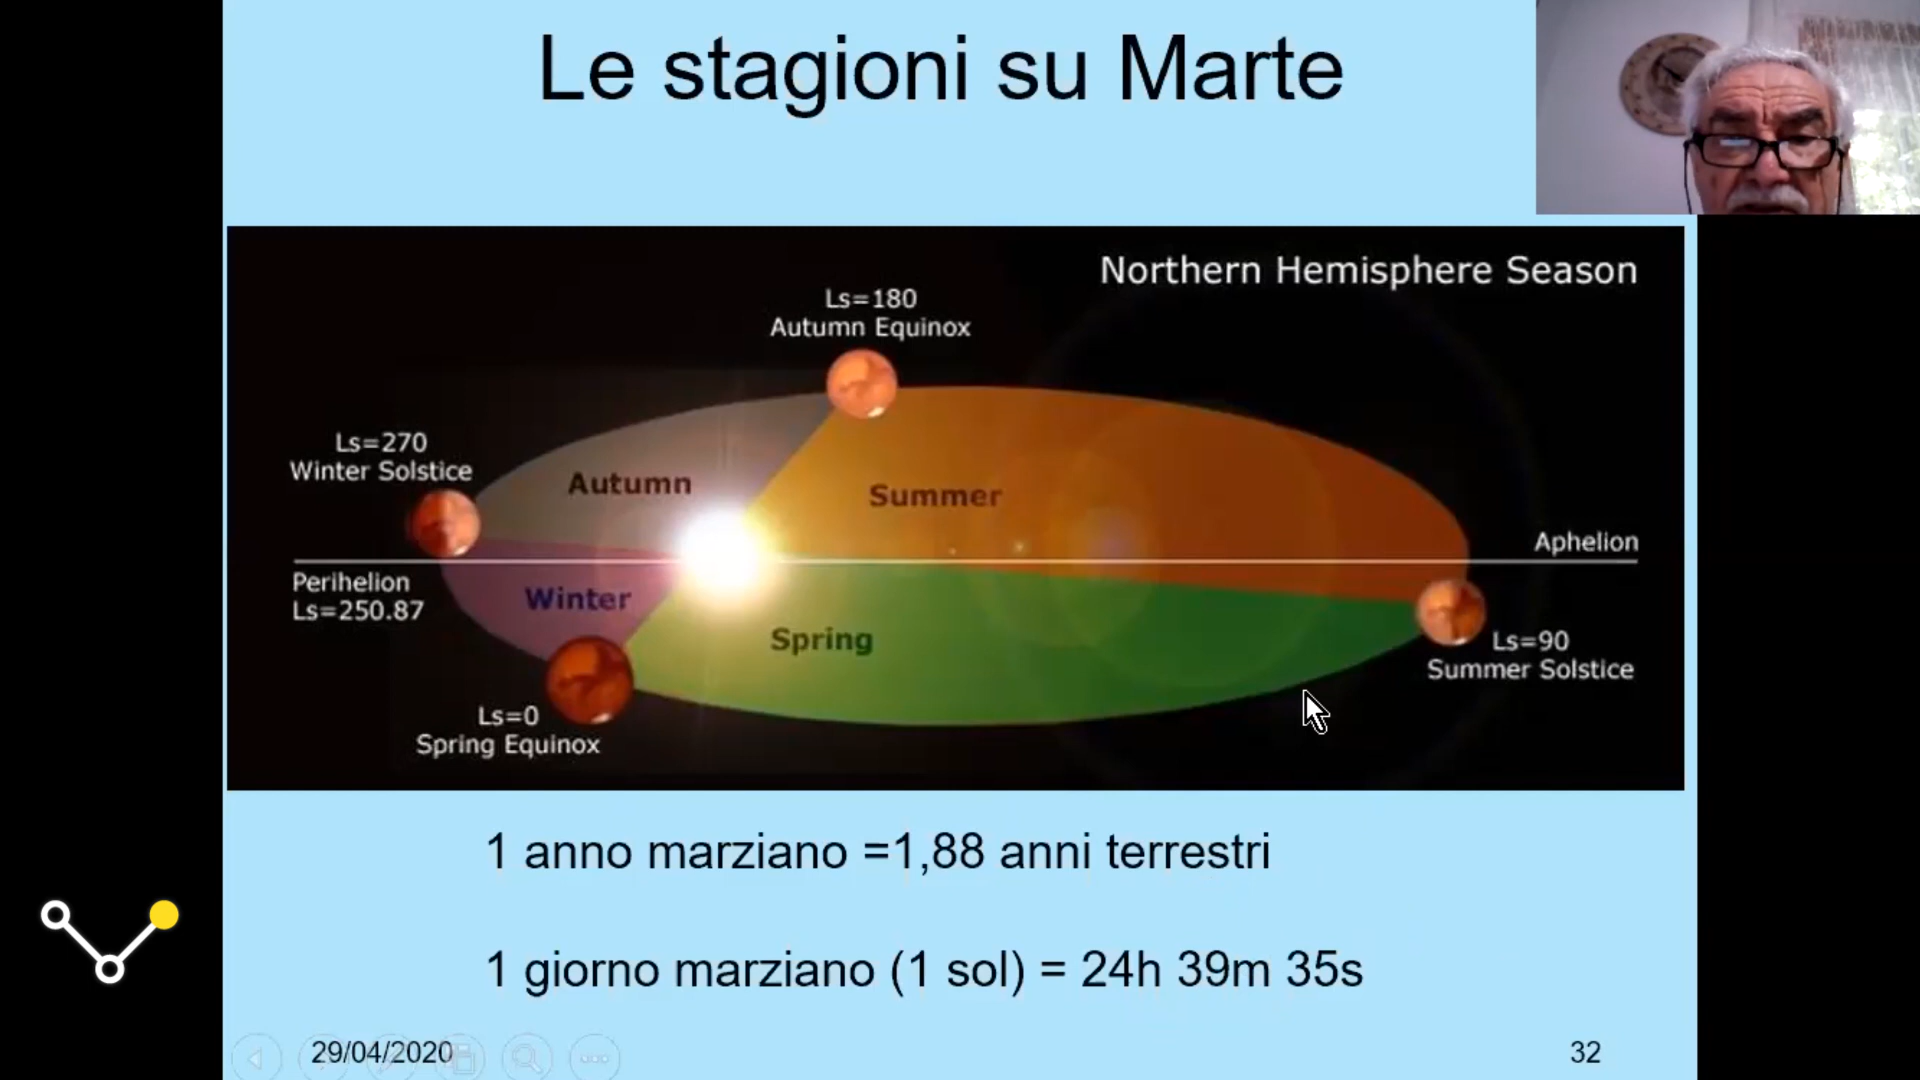 Le stagioni su Marte
Northern Hemisphere Season
Ls=180
Autumn Equinox
Ls=270
Winter Solstice
Autumn
Summer
Aphelion
Perihelion
Ls=250.87
Winter
Spring
Ls=90
Summer Solstice
Ls=0
Spring Equinox
1 anno marziano =1,88 anni terrestri
1 giorno marziano (1 sol) = 24h 39m 35s
29/04/2020
32